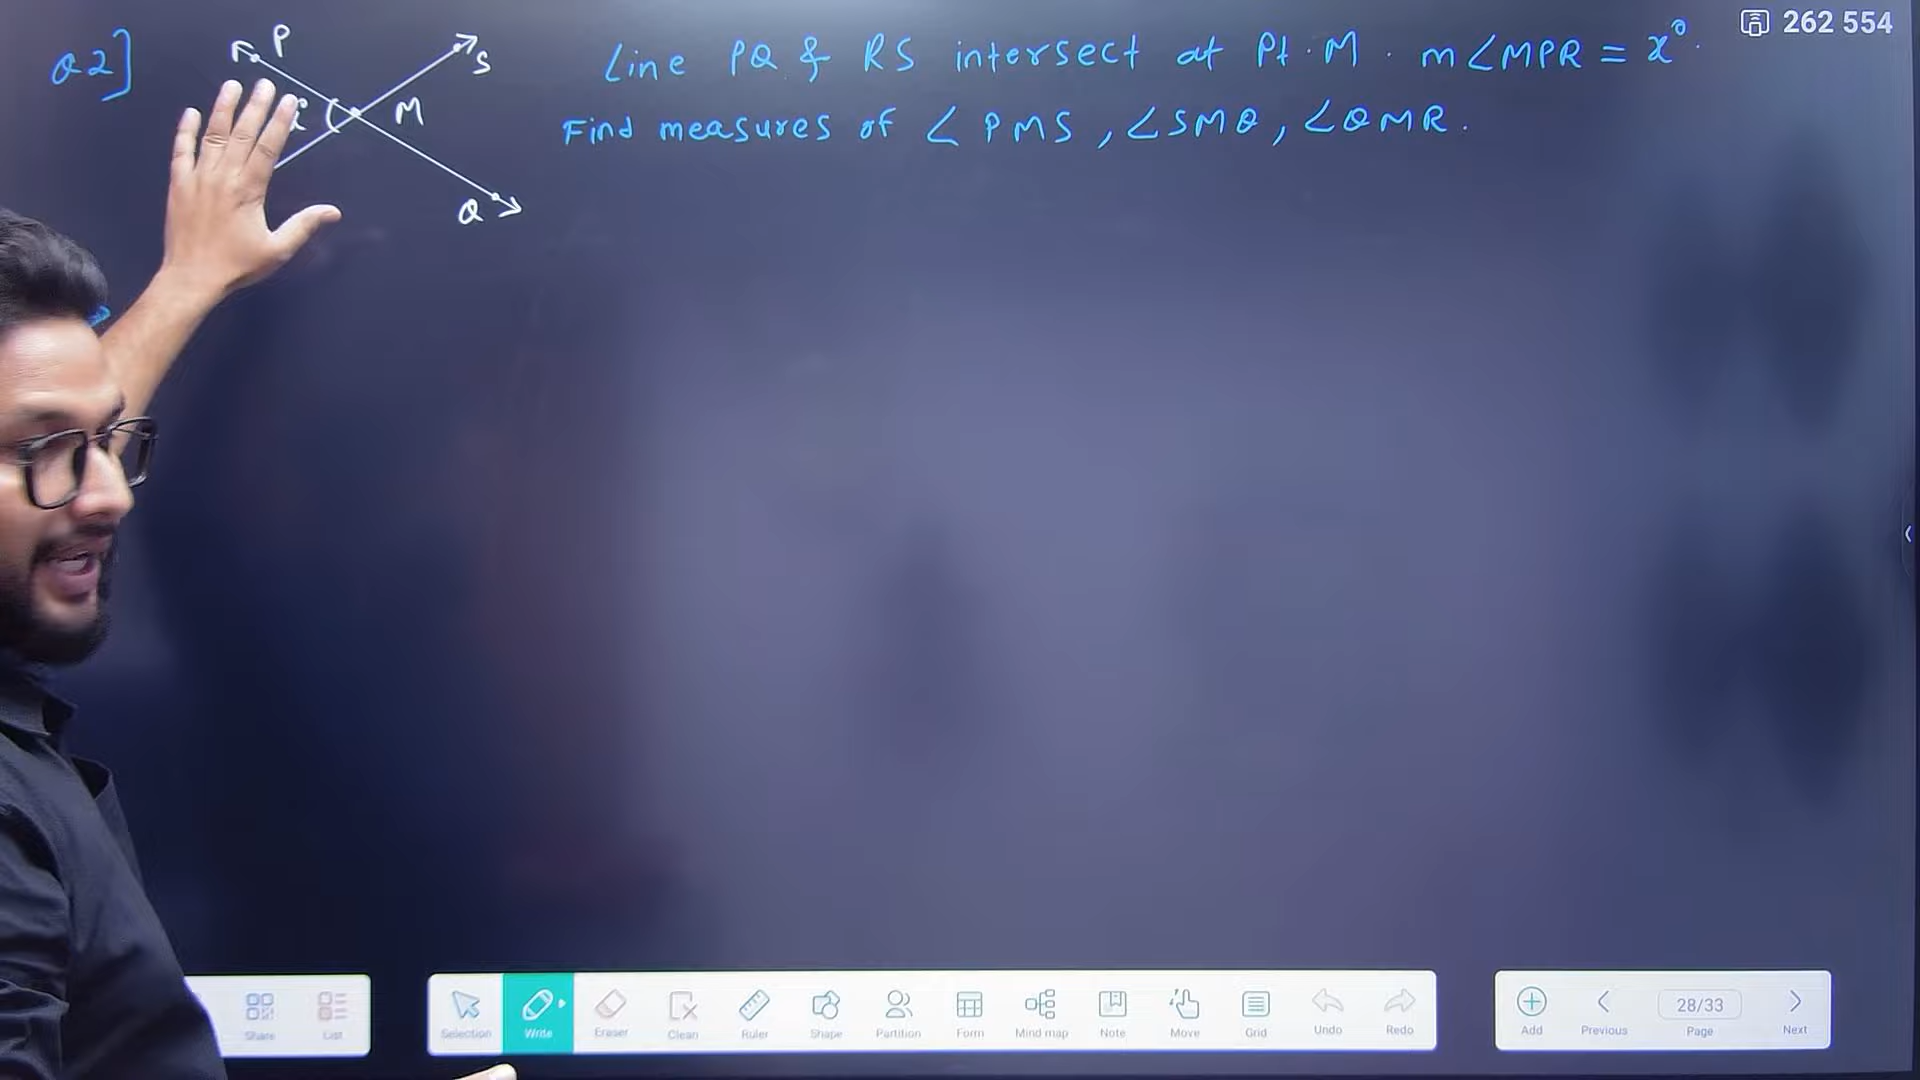 262 554
Q2]
P
S
M
Q
Line PQ & RS intersect at Pt. M. m∠MPR = x°.
Find measures of ∠PMS, ∠SMQ, ∠QMR.
Share
List
Selection
Write
Eraser
Clean
Ruler
Shape
Partition
Form
Mind map
Note
Move
Grid
Undo
Redo
Add
Previous
28/33
Page
Next